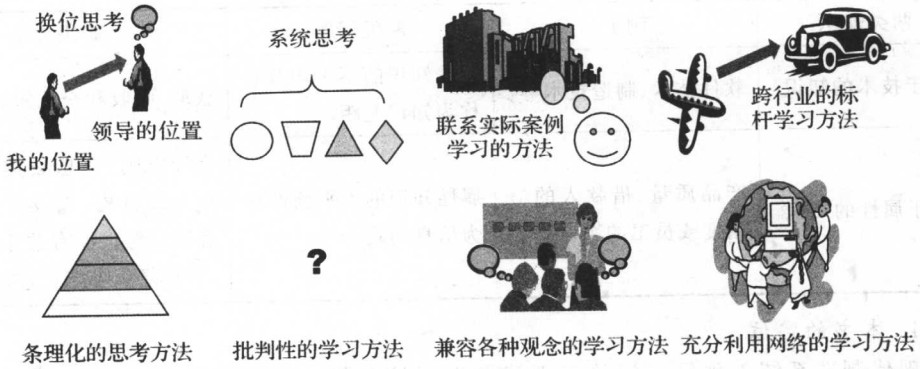 换位思考
领导的位置
我的位置
系统思考
联系实际案例
学习的方法
跨行业的标
杆学习方法
条理化的思考方法
?
批判性的学习方法
兼容各种观念的学习方法
充分利用网络的学习方法